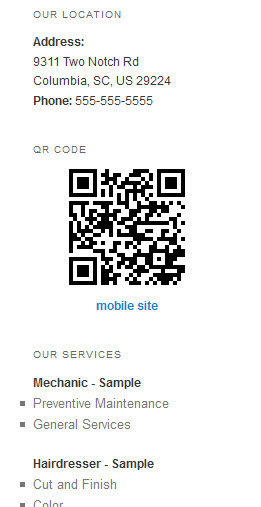 OUR LOCATION
Address:
9311 Two Notch Rd
Columbia, SC, US 29224
Phone: 555-555-5555
QR CODE
mobile site
OUR SERVICES
Mechanic - Sample
Preventive Maintenance
General Services
Hairdresser - Sample
Cut and Finish
Color